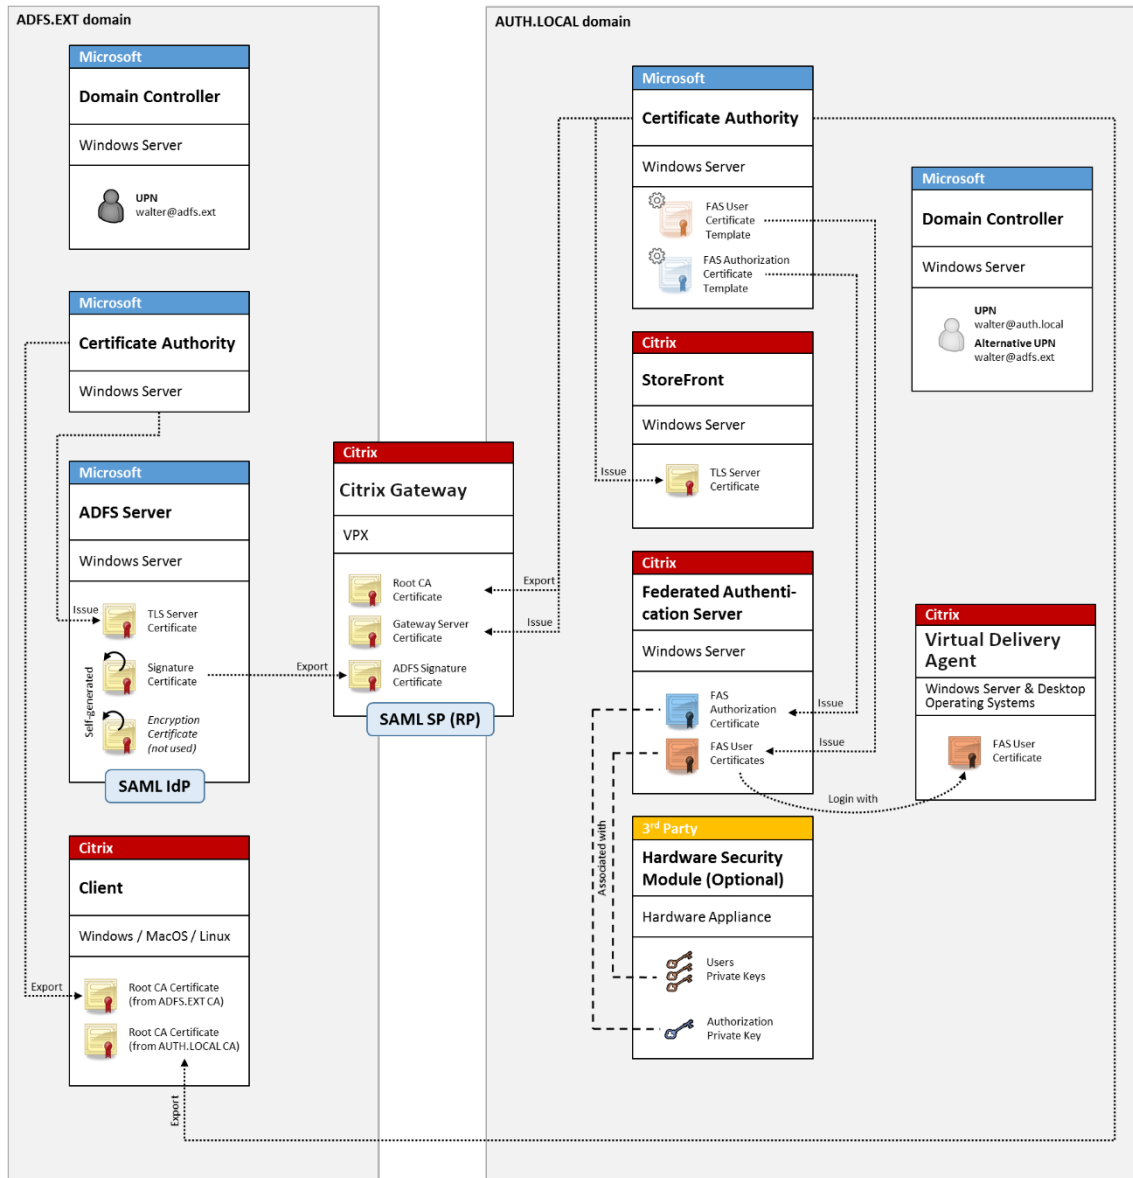 ADFS.EXT domain
Microsoft
Domain Controller
Windows Server
UPN
walter@adfs.ext
Microsoft
Certificate Authority
Windows Server
Microsoft
ADFS Server
Windows Server
Issue
TLS Server
Certificate
Self-generated
Signature
Certificate
Encryption
Certificate
(not used)
SAML IdP
Citrix
Client
Windows / MacOS / Linux
Export
Root CA Certificate
(from ADFS.EXT CA)
Root CA Certificate
(from AUTH.LOCAL CA)
Export
Citrix
Citrix Gateway
VPX
Root CA
Certificate
Export
Gateway Server
Certificate
Issue
Export
ADFS Signature
Certificate
SAML SP (RP)
AUTH.LOCAL domain
Microsoft
Certificate Authority
Windows Server
FAS User
Certificate
Template
FAS Authorization
Certificate
Template
Citrix
StoreFront
Windows Server
Issue
TLS Server
Certificate
Citrix
Federated Authenti-
cation Server
Windows Server
FAS
Authorization
Certificate
Issue
FAS User
Certificates
Issue
Login with
Associated with
3rd Party
Hardware Security
Module (Optional)
Hardware Appliance
Users
Private Keys
Authorization
Private Key
Microsoft
Domain Controller
Windows Server
UPN
walter@auth.local
Alternative UPN
walter@adfs.ext
Citrix
Virtual Delivery
Agent
Windows Server & Desktop
Operating Systems
FAS User
Certificate